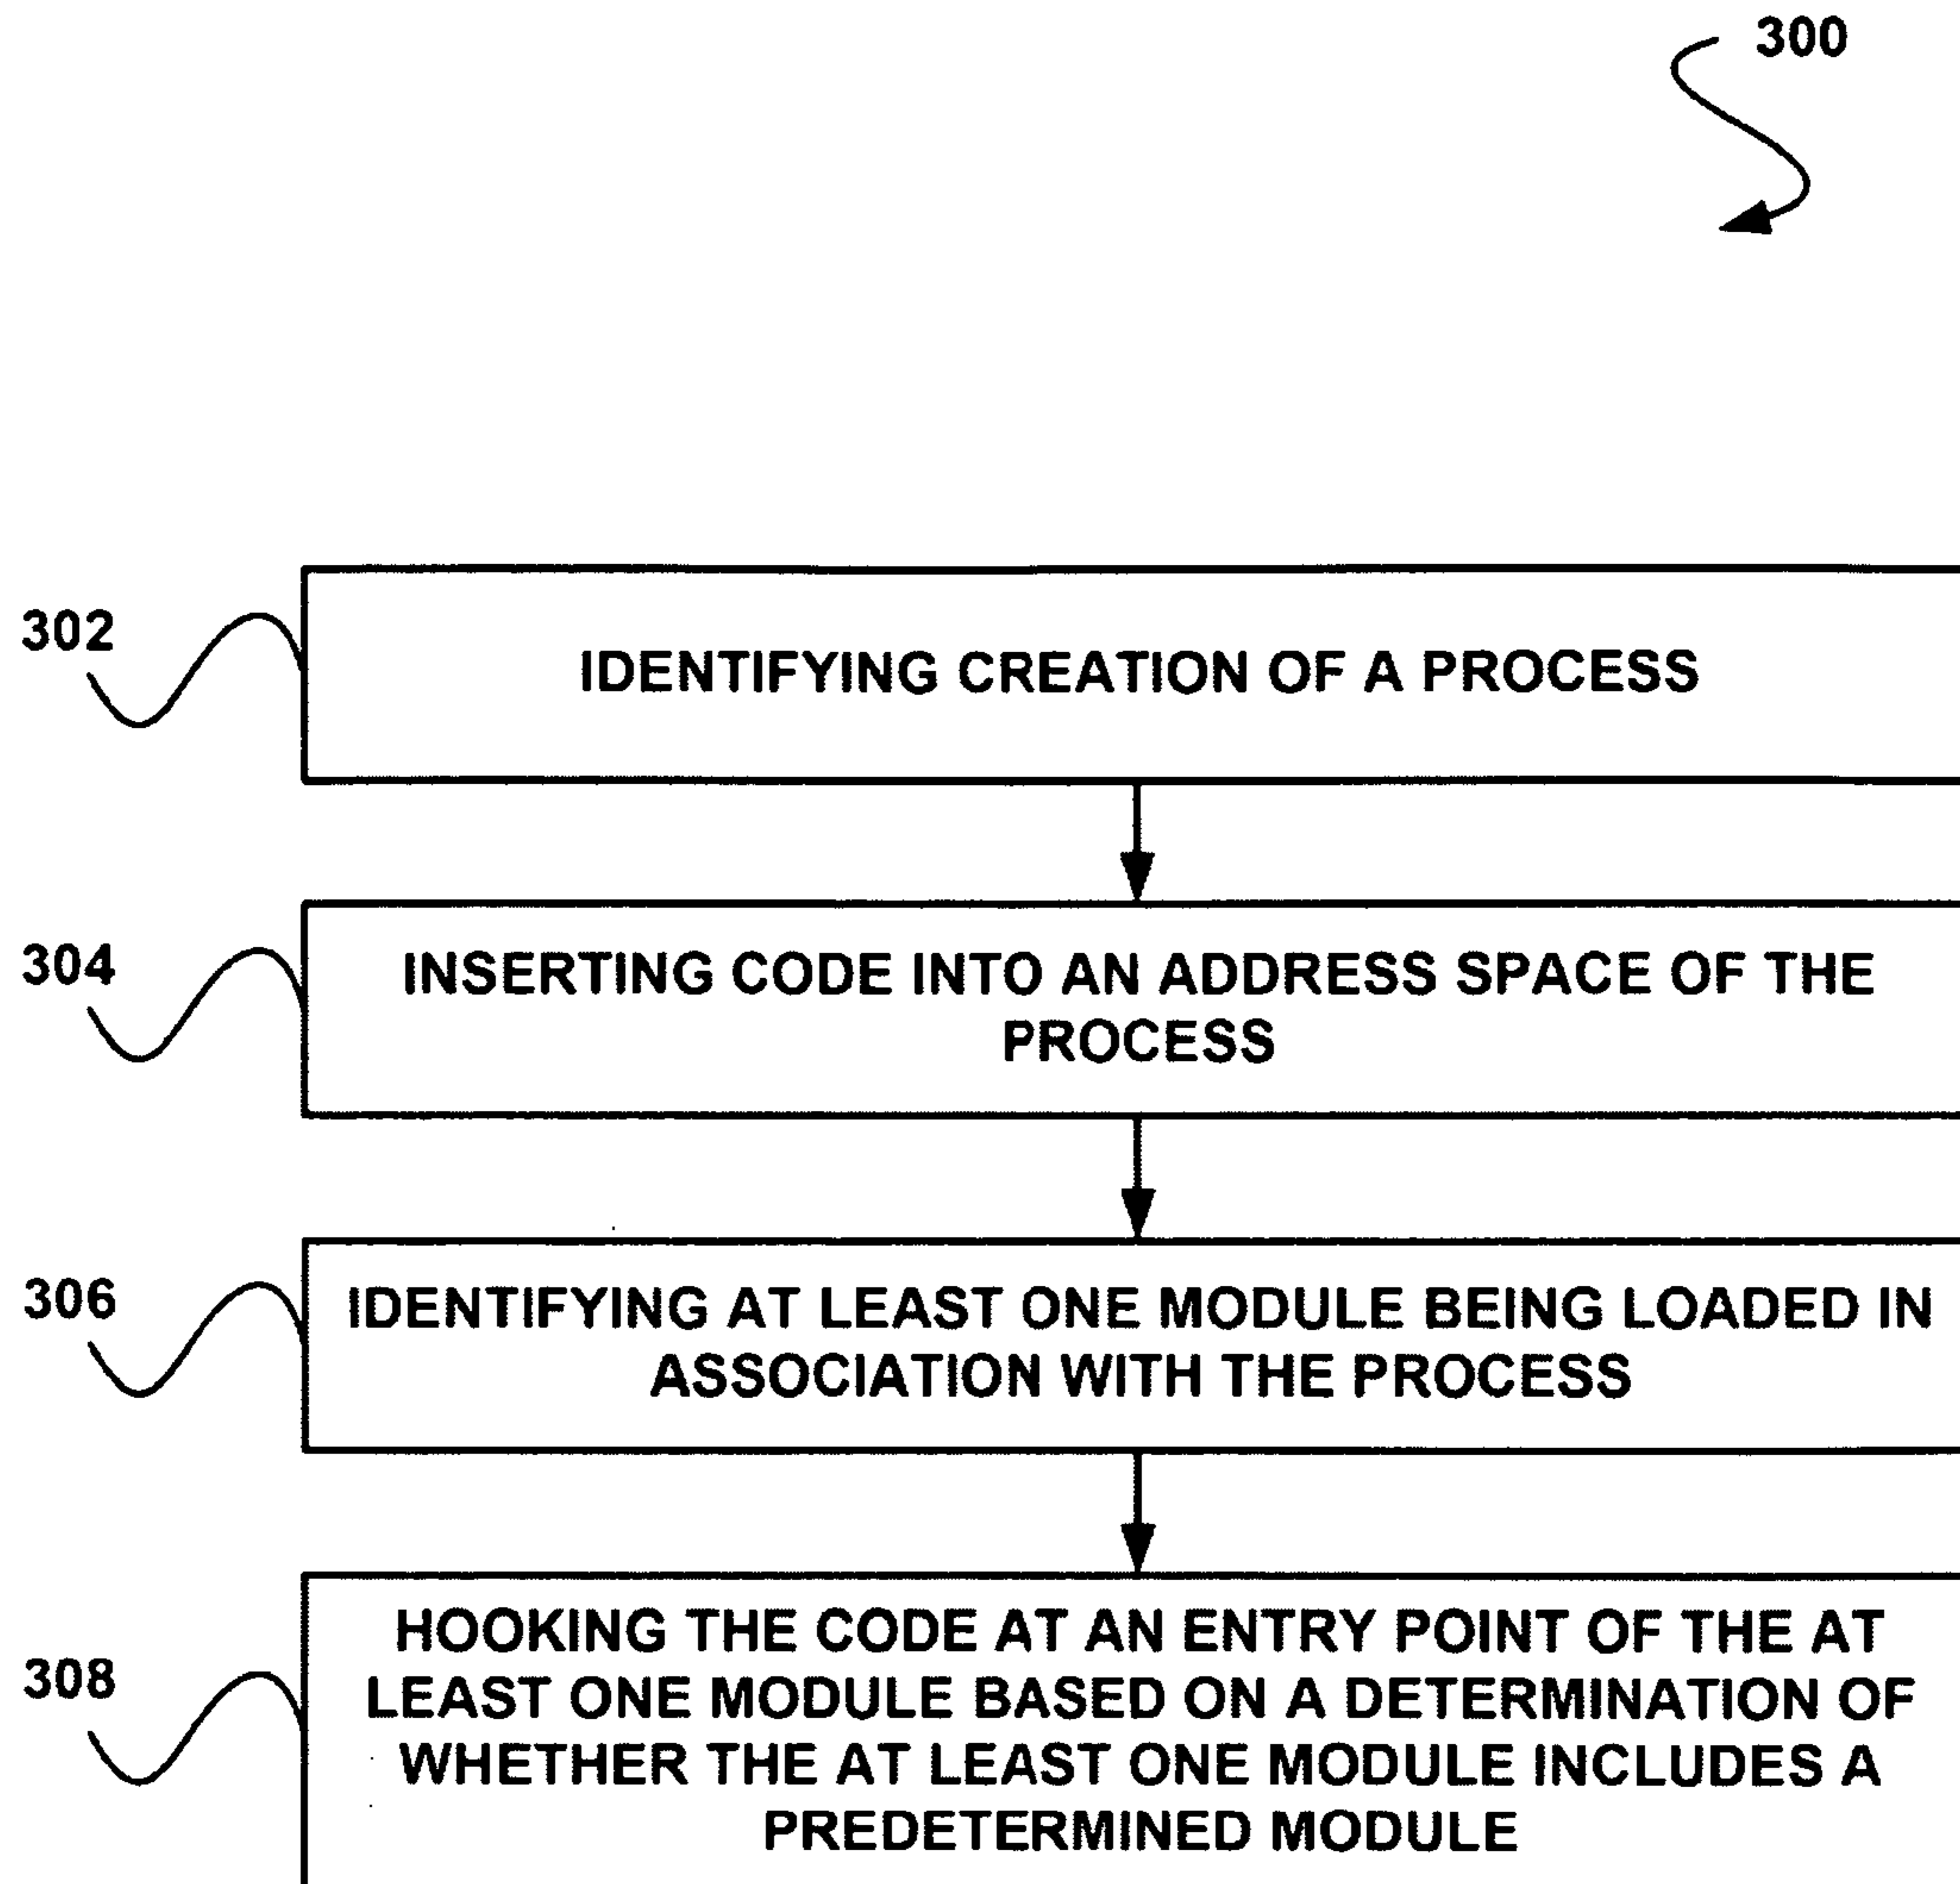 300
302
IDENTIFYING CREATION OF A PROCESS
304
INSERTING CODE INTO AN ADDRESS SPACE OF THE
PROCESS
306
IDENTIFYING AT LEAST ONE MODULE BEING LOADED IN
ASSOCIATION WITH THE PROCESS
308
HOOKING THE CODE AT AN ENTRY POINT OF THE AT
LEAST ONE MODULE BASED ON A DETERMINATION OF
WHETHER THE AT LEAST ONE MODULE INCLUDES A
PREDETERMINED MODULE